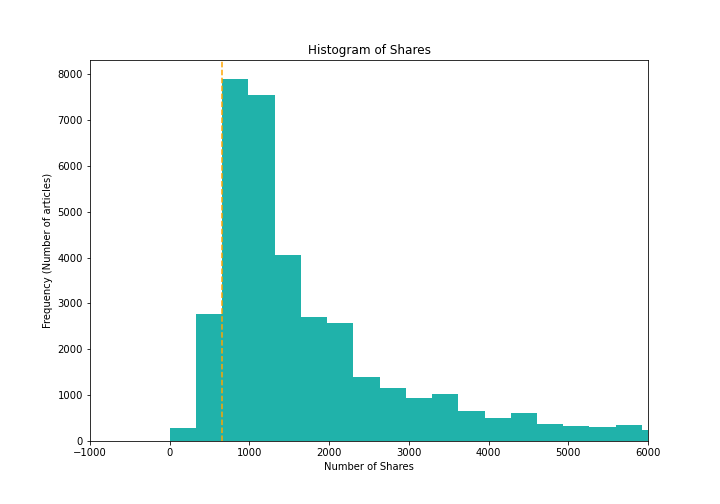 Histogram of Shares
8000
7000
6000
5000
4000
3000
2000
1000
0
Frequency (Number of articles)
−1000 0 1000 2000 3000 4000 5000 6000
Number of Shares